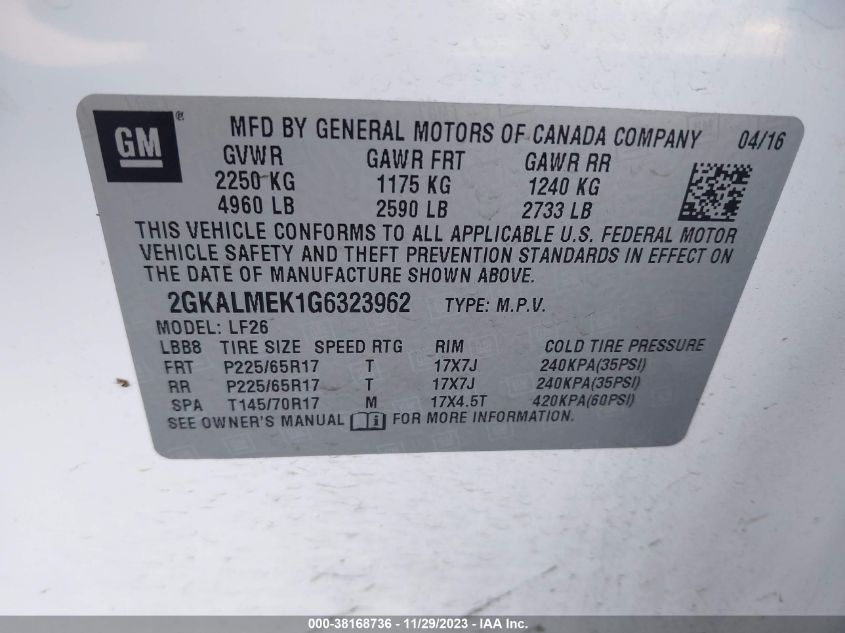 GM ® MFD BY GENERAL MOTORS OF CANADA COMPANY 04/16
GVWR GAWR FRT GAWR RR
2250 KG 1175 KG 1240 KG
4960 LB 2590 LB 2733 LB
THIS VEHICLE CONFORMS TO ALL APPLICABLE U.S. FEDERAL MOTOR
VEHICLE SAFETY AND THEFT PREVENTION STANDARDS IN EFFECT ON
THE DATE OF MANUFACTURE SHOWN ABOVE.
2GKALMEK1G6323962 TYPE: M.P.V.
MODEL: LF26
LBB8 TIRE SIZE SPEED RTG RIM COLD TIRE PRESSURE
FRT P225/65R17 T 17X7J 240KPA(35PSI)
RR P225/65R17 T 17X7J 240KPA(35PSI)
SPA T145/70R17 M 17X4.5T 420KPA(60PSI)
SEE OWNER'S MANUAL FOR MORE INFORMATION.
000-38168736 - 11/29/2023 - IAA Inc.